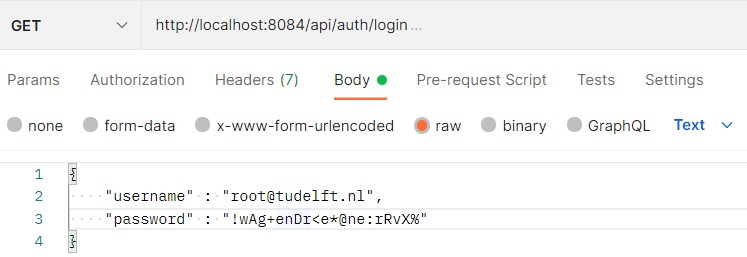 GET http://localhost:8084/api/auth/login ...
Params Authorization Headers (7) Body Pre-request Script Tests Settings
none form-data x-www-form-urlencoded raw binary GraphQL Text
1 {
2 "username" : "root@tudelft.nl",
3 "password" : "!wAg+enDr<e*@ne:rRvX%"
4 }